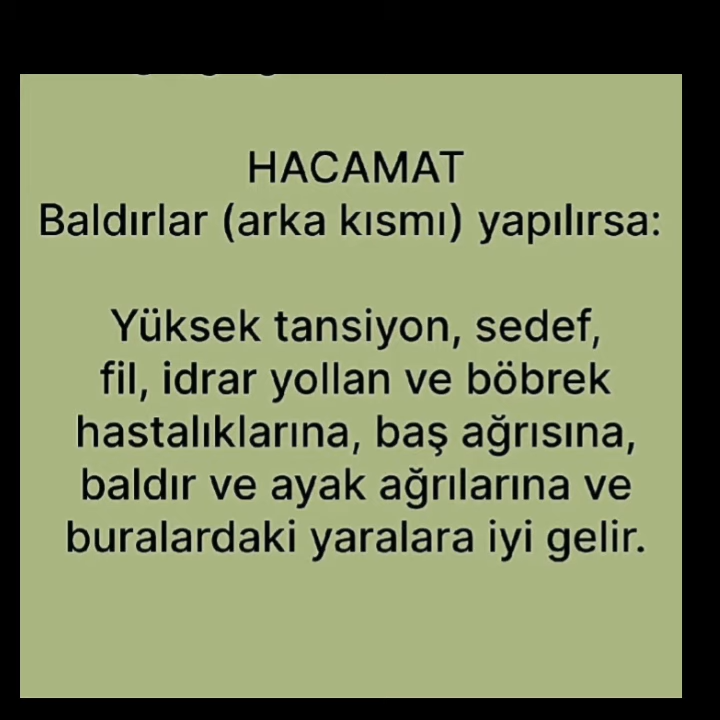 HACAMAT
Baldırlar (arka kısmı) yapılırsa:
Yüksek tansiyon, sedef,
fil, idrar yollan ve böbrek
hastalıklarına, baş ağrısına,
baldır ve ayak ağrılarına ve
buralardaki yaralara iyi gelir.